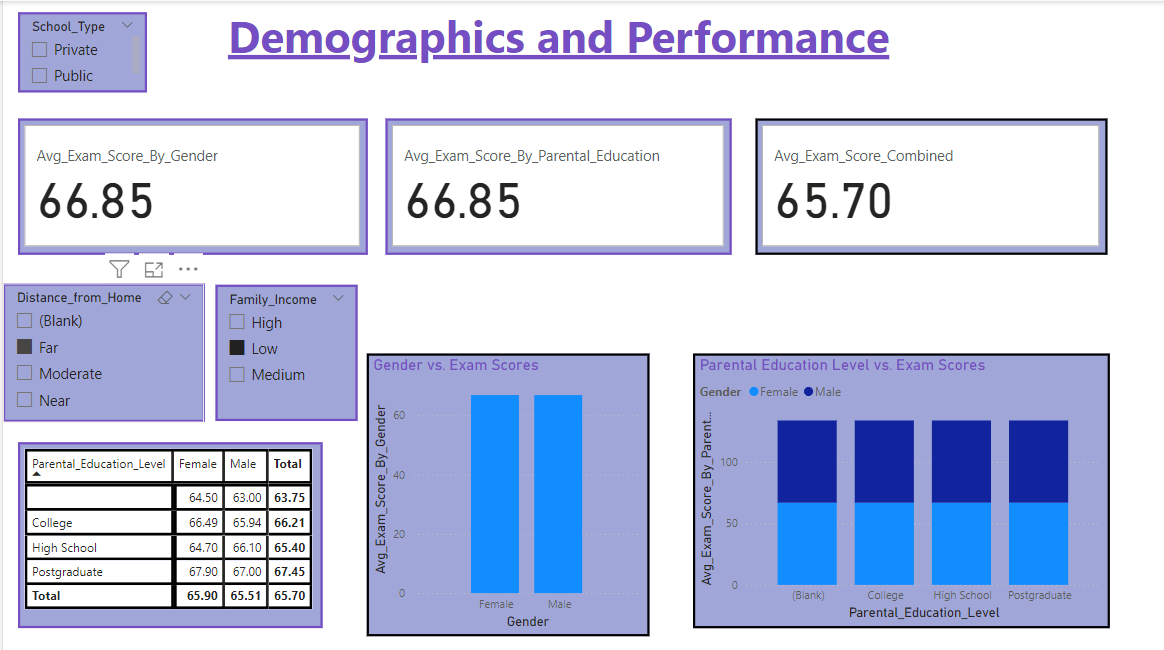 School_Type
Private
Public
Demographics and Performance
Avg_Exam_Score_By_Gender
66.85
Avg_Exam_Score_By_Parental_Education
66.85
Avg_Exam_Score_Combined
65.70
Distance_from_Home
(Blank)
Far
Moderate
Near
Family_Income
High
Low
Medium
Parental_Education_Level Female Male Total
64.50 63.00 63.75
College 66.49 65.94 66.21
High School 64.70 66.10 65.40
Postgraduate 67.90 67.00 67.45
Total 65.90 65.51 65.70
Gender vs. Exam Scores
Avg_Exam_Score_By_Gender
60
40
20
0
Female Male
Gender
Parental Education Level vs. Exam Scores
Gender Female Male
Avg_Exam_Score_By_Parent...
100
50
0
(Blank) College High School Postgraduate
Parental_Education_Level